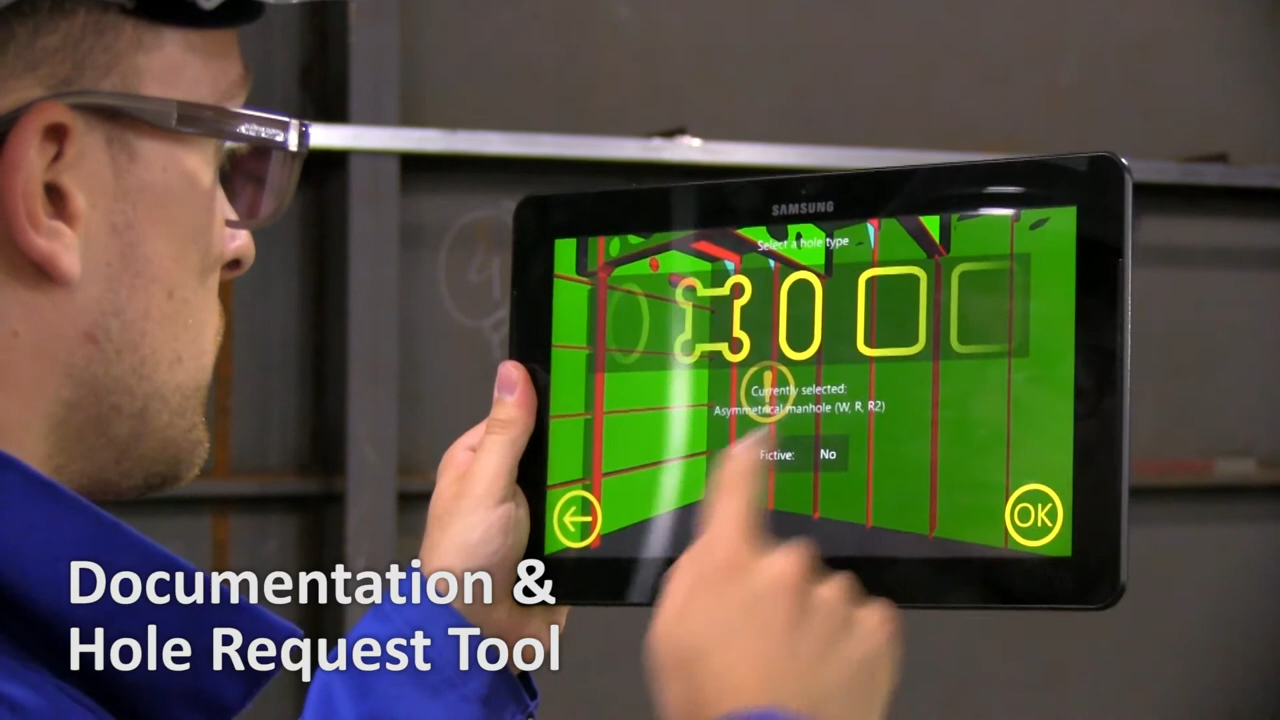 SAMSUNG
Select a hole type
Currently selected:
Asymmetrical manhole (W, R, R2)
Fictive: No
OK
Documentation &
Hole Request Tool